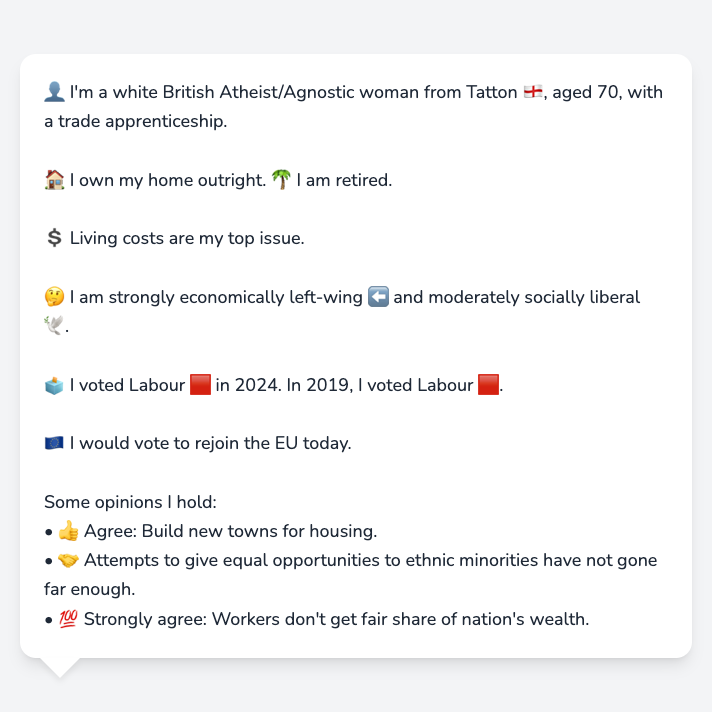 👤 I'm a white British Atheist/Agnostic woman from Tatton 🏴󠁧󠁢󠁥󠁮󠁧󠁿, aged 70, with
a trade apprenticeship.
🏠 I own my home outright. 🌴 I am retired.
💲 Living costs are my top issue.
🤔 I am strongly economically left-wing ⬅️ and moderately socially liberal
🕊️.
🗳️ I voted Labour 🟥 in 2024. In 2019, I voted Labour 🟥.
🇪🇺 I would vote to rejoin the EU today.
Some opinions I hold:
• 👍 Agree: Build new towns for housing.
• 🤝 Attempts to give equal opportunities to ethnic minorities have not gone
far enough.
• 💯 Strongly agree: Workers don't get fair share of nation's wealth.